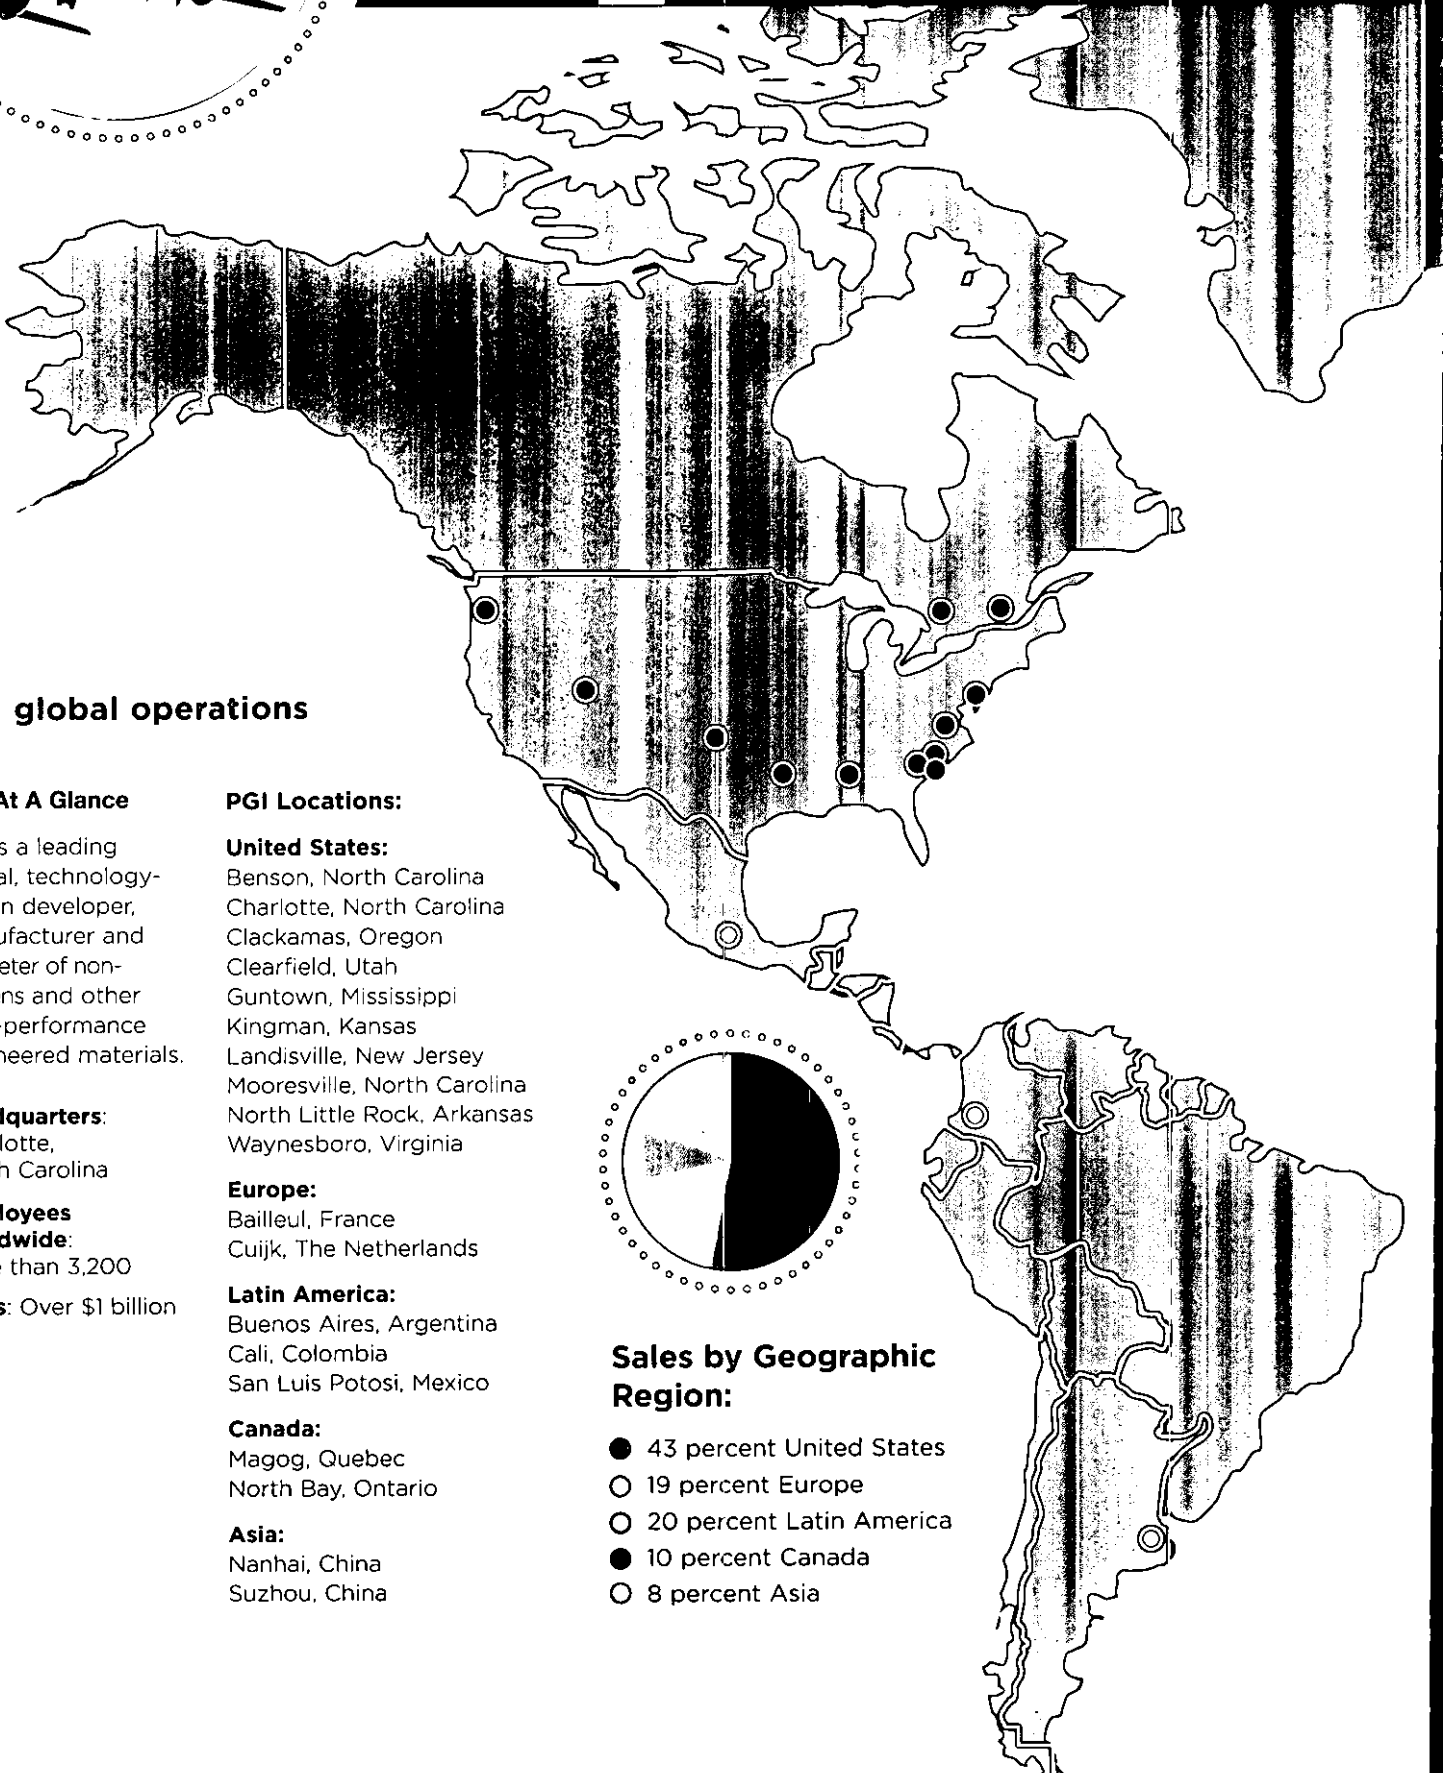 global operations
At A Glance
s a leading
al, technology-
n developer,
ufacturer and
eter of non-
ns and other
-performance
neered materials.
dquarters:
lotte,
h Carolina
loyees
dwide:
e than 3,200
s: Over $1 billion
PGI Locations:
United States:
Benson, North Carolina
Charlotte, North Carolina
Clackamas, Oregon
Clearfield, Utah
Guntown, Mississippi
Kingman, Kansas
Landisville, New Jersey
Mooresville, North Carolina
North Little Rock, Arkansas
Waynesboro, Virginia
Europe:
Bailleul, France
Cuijk, The Netherlands
Latin America:
Buenos Aires, Argentina
Cali, Colombia
San Luis Potosi, Mexico
Canada:
Magog, Quebec
North Bay, Ontario
Asia:
Nanhai, China
Suzhou, China
Sales by Geographic
Region:
43 percent United States
19 percent Europe
20 percent Latin America
10 percent Canada
8 percent Asia